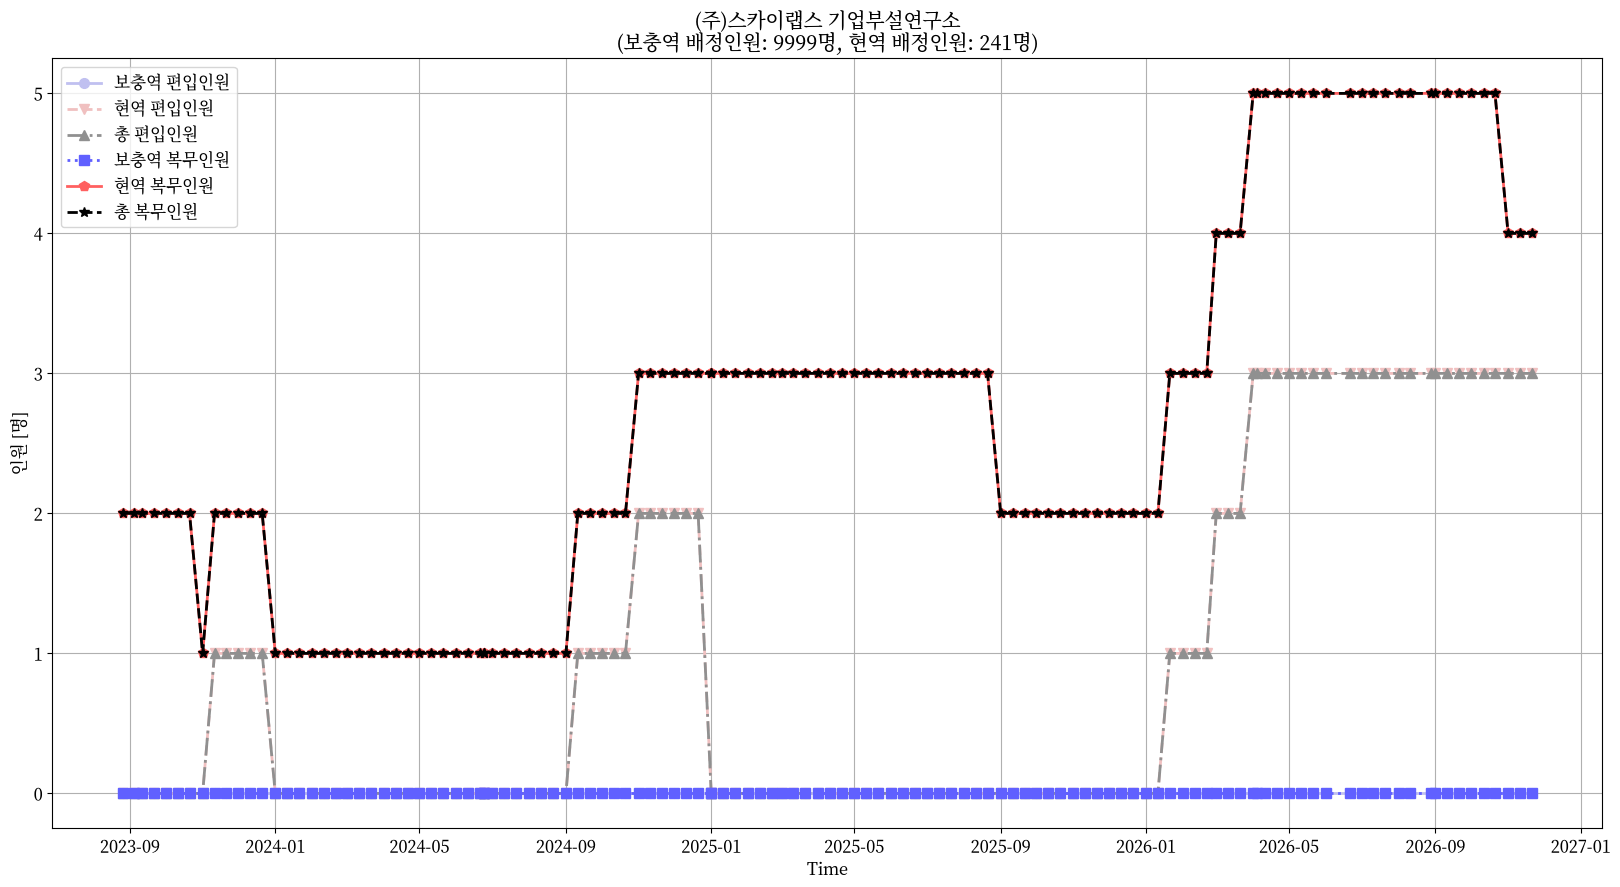 (주)스카이랩스 기업부설연구소
(보충역 배정인원: 9999명, 현역 배정인원: 241명)
보충역 편입인원
현역 편입인원
총 편입인원
보충역 복무인원
현역 복무인원
총 복무인원
5
4
3
2
1
0
인원 [명]
2023-09
2024-01
2024-05
2024-09
2025-01
2025-05
2025-09
2026-01
2026-05
2026-09
2027-01
Time